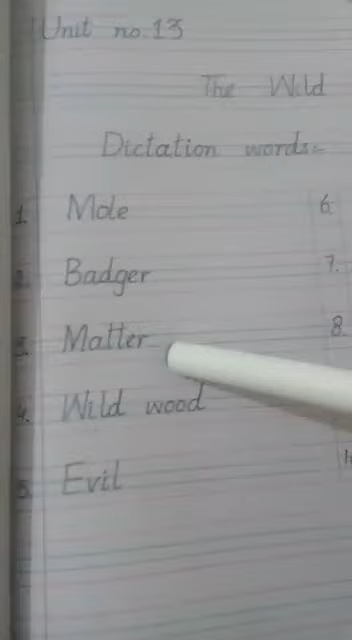 Unit no. 13
The Wild
Dictation words:-
1. Mole
6.
2. Badger
7.
3. Matter
8.
4. Wild wood
5. Evil